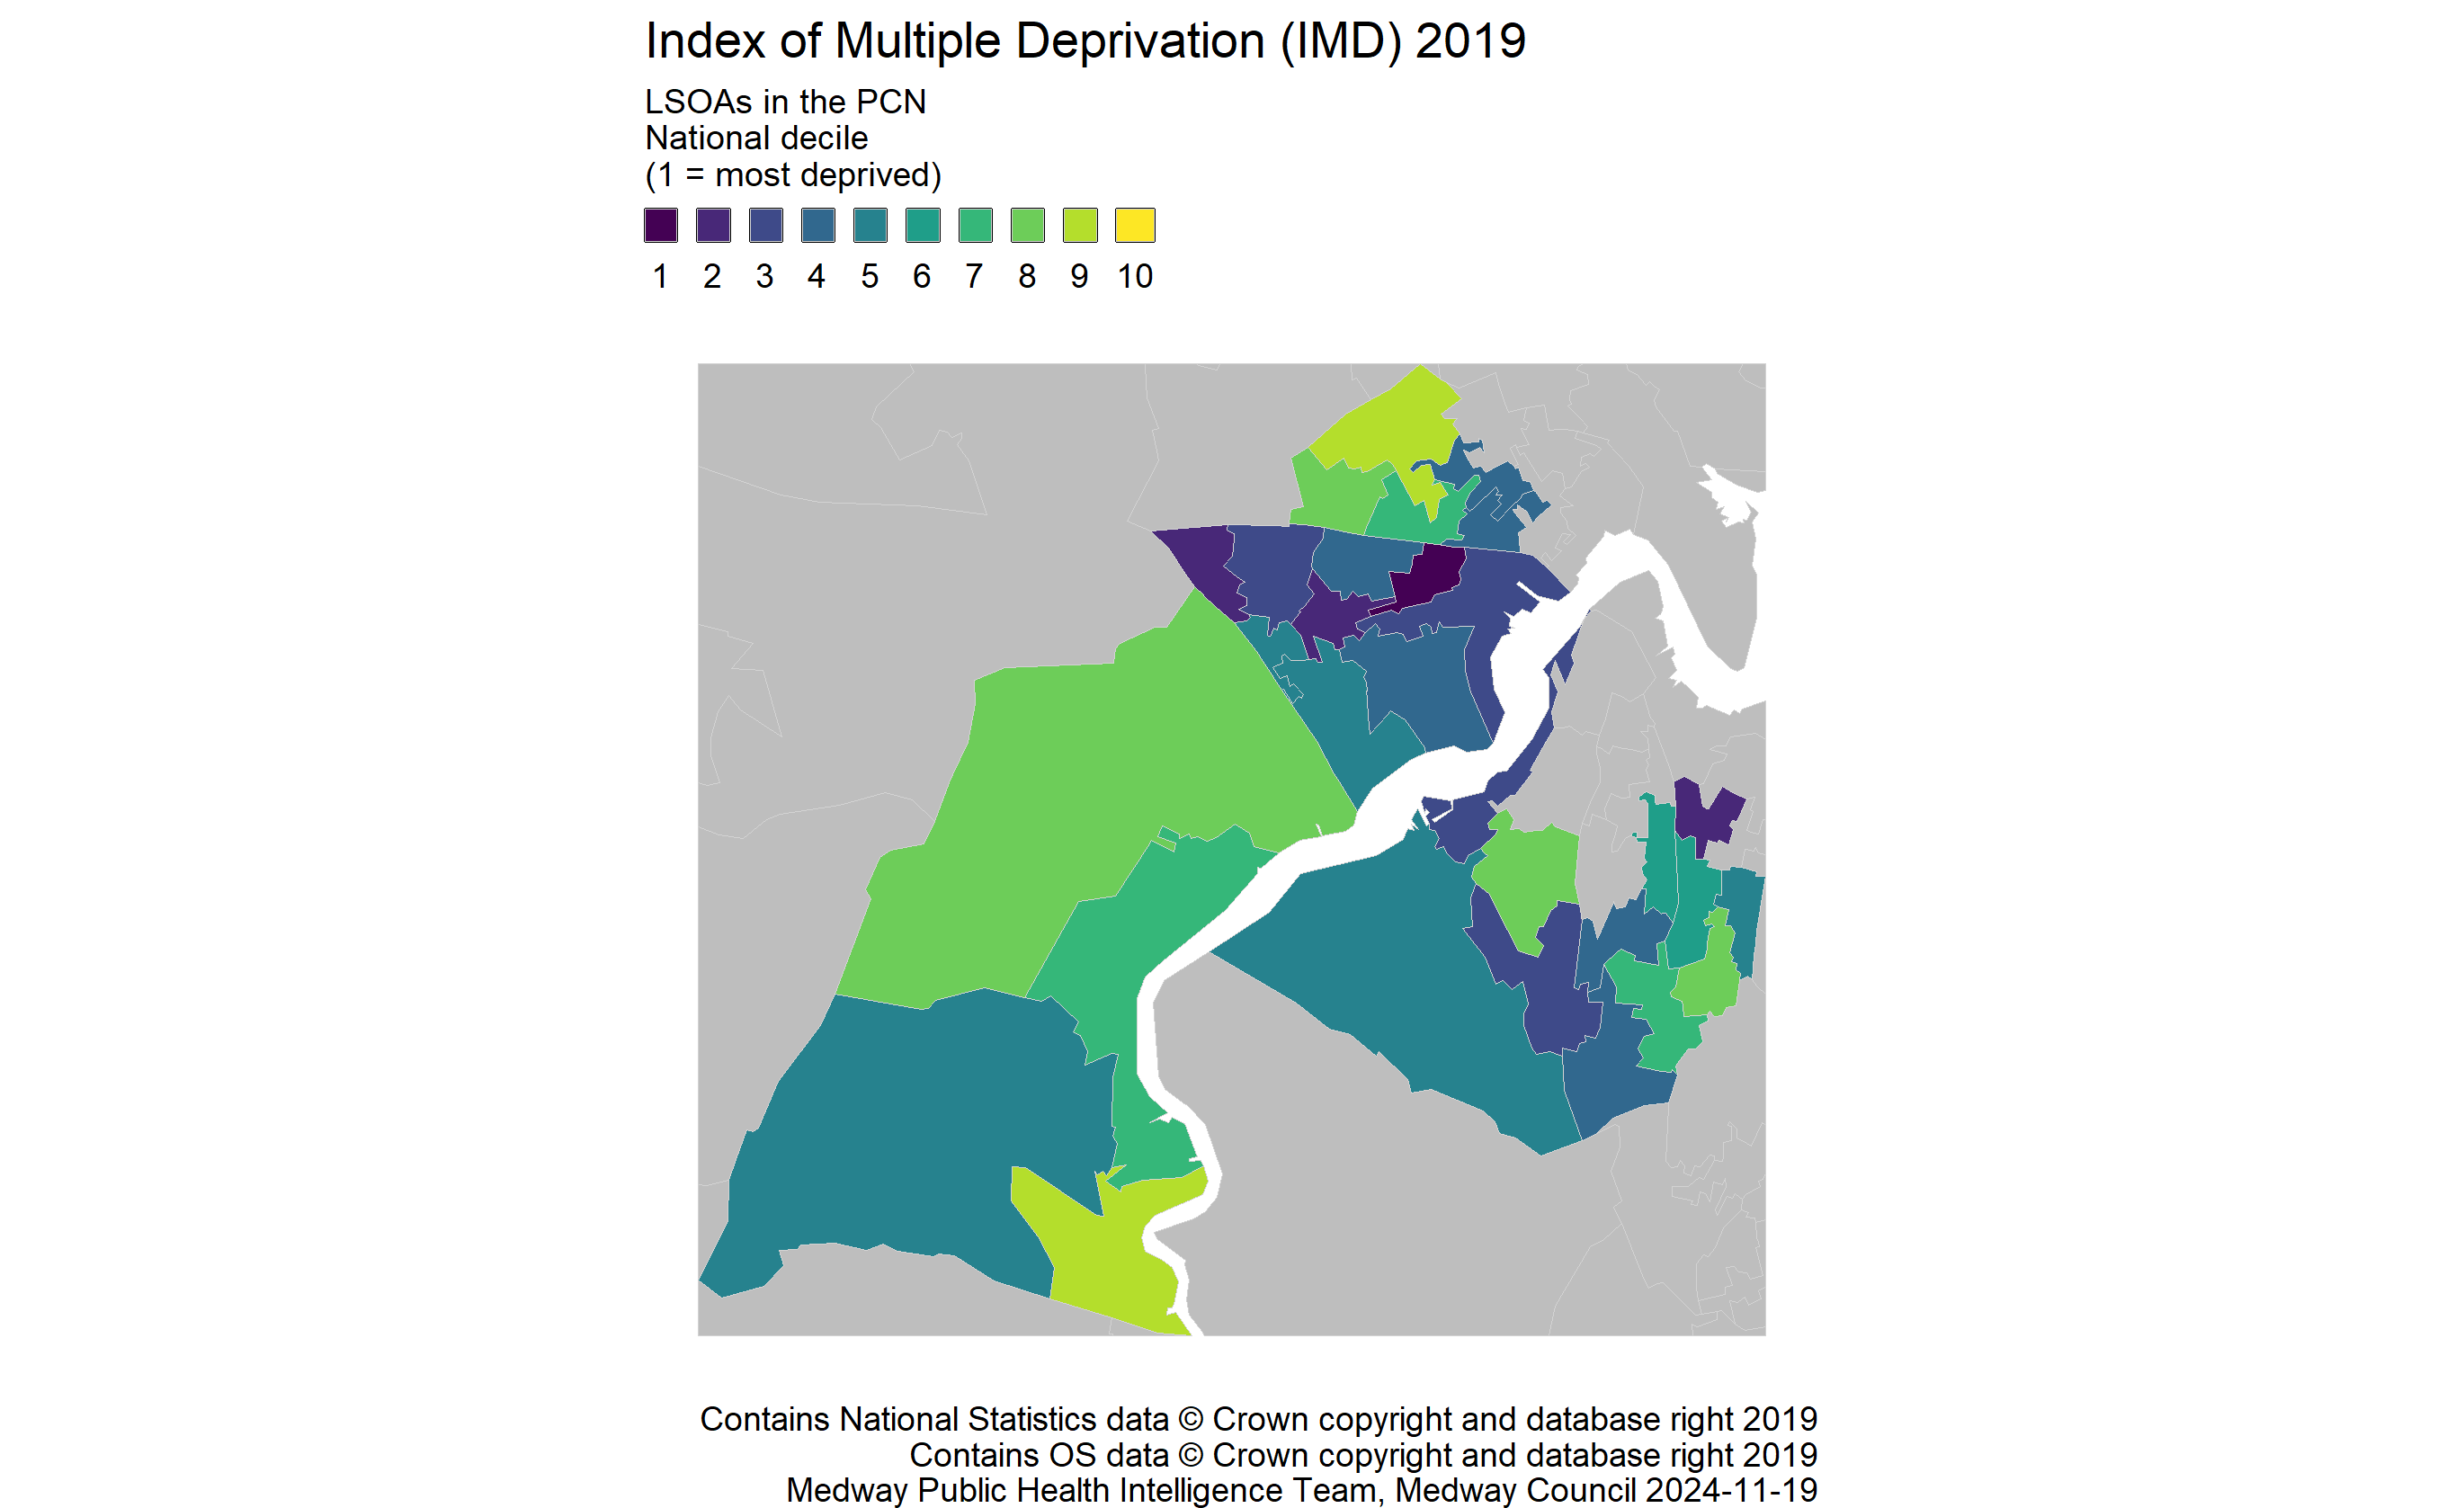 Index of Multiple Deprivation (IMD) 2019
LSOAs in the PCN
National decile
(1 = most deprived)
1 2 3 4 5 6 7 8 9 10
Contains National Statistics data © Crown copyright and database right 2019
Contains OS data © Crown copyright and database right 2019
Medway Public Health Intelligence Team, Medway Council 2024-11-19